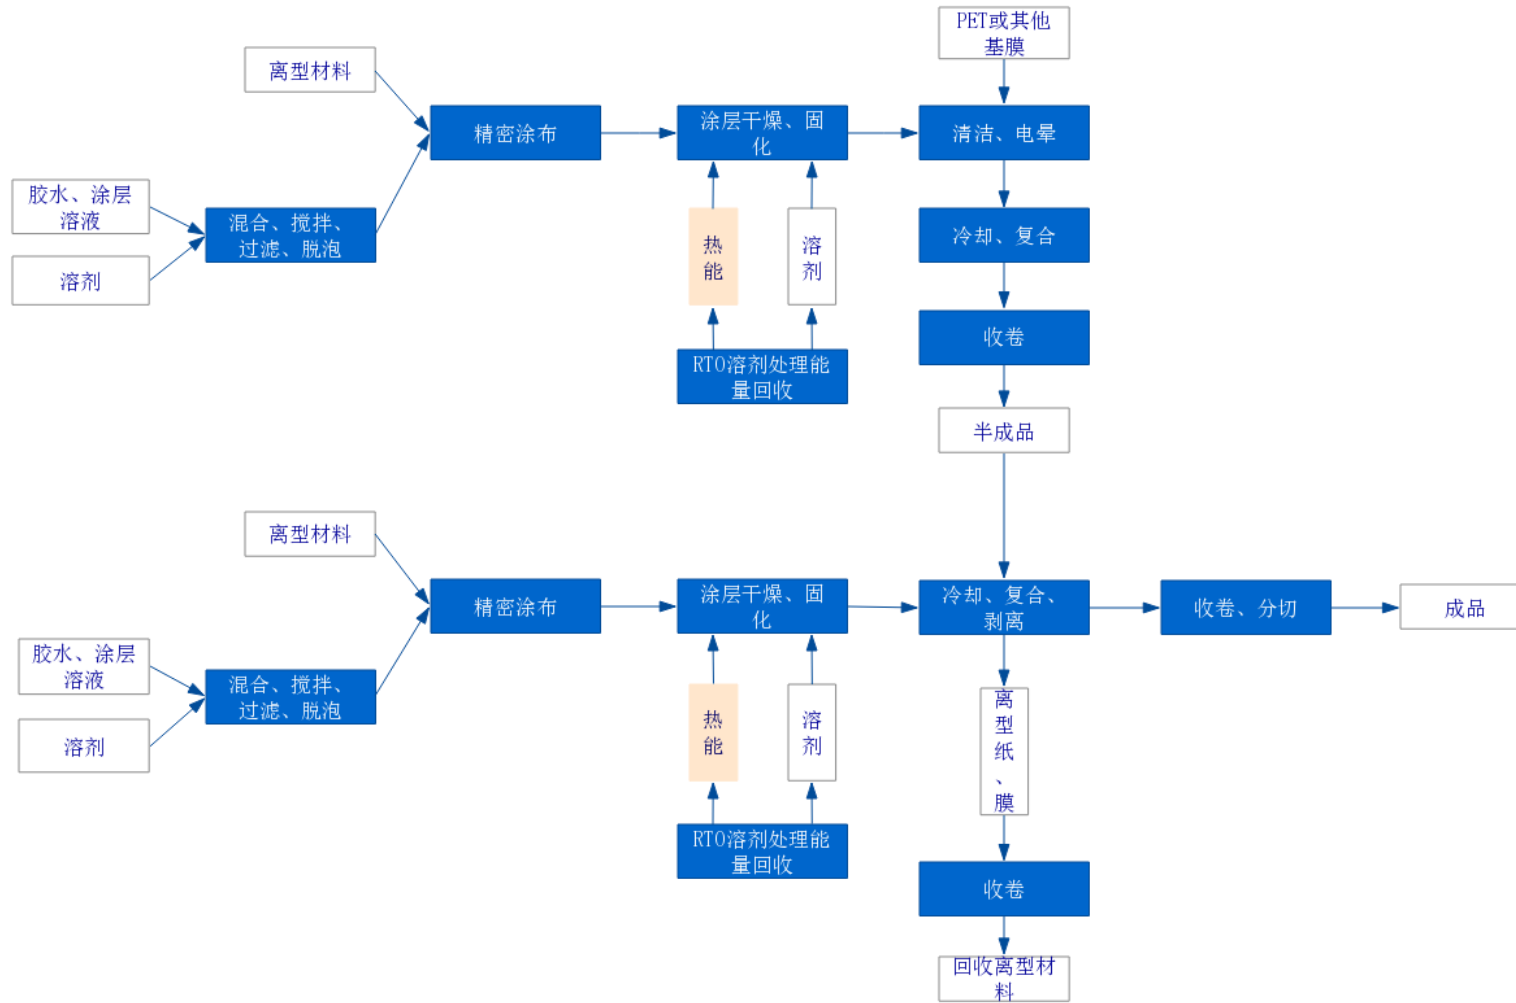 PET或其他
基膜
离型材料
精密涂布
涂层干燥、固
化
清洁、电晕
胶水、涂层
溶液
溶剂
混合、搅拌、
过滤、脱泡
热
能
溶
剂
冷却、复合
RTO溶剂处理能
量回收
收卷
半成品
离型材料
精密涂布
涂层干燥、固
化
冷却、复合、
剥离
收卷、分切
成品
胶水、涂层
溶液
溶剂
混合、搅拌、
过滤、脱泡
热
能
溶
剂
离
型
纸
、
膜
RTO溶剂处理能
量回收
收卷
回收离型材
料